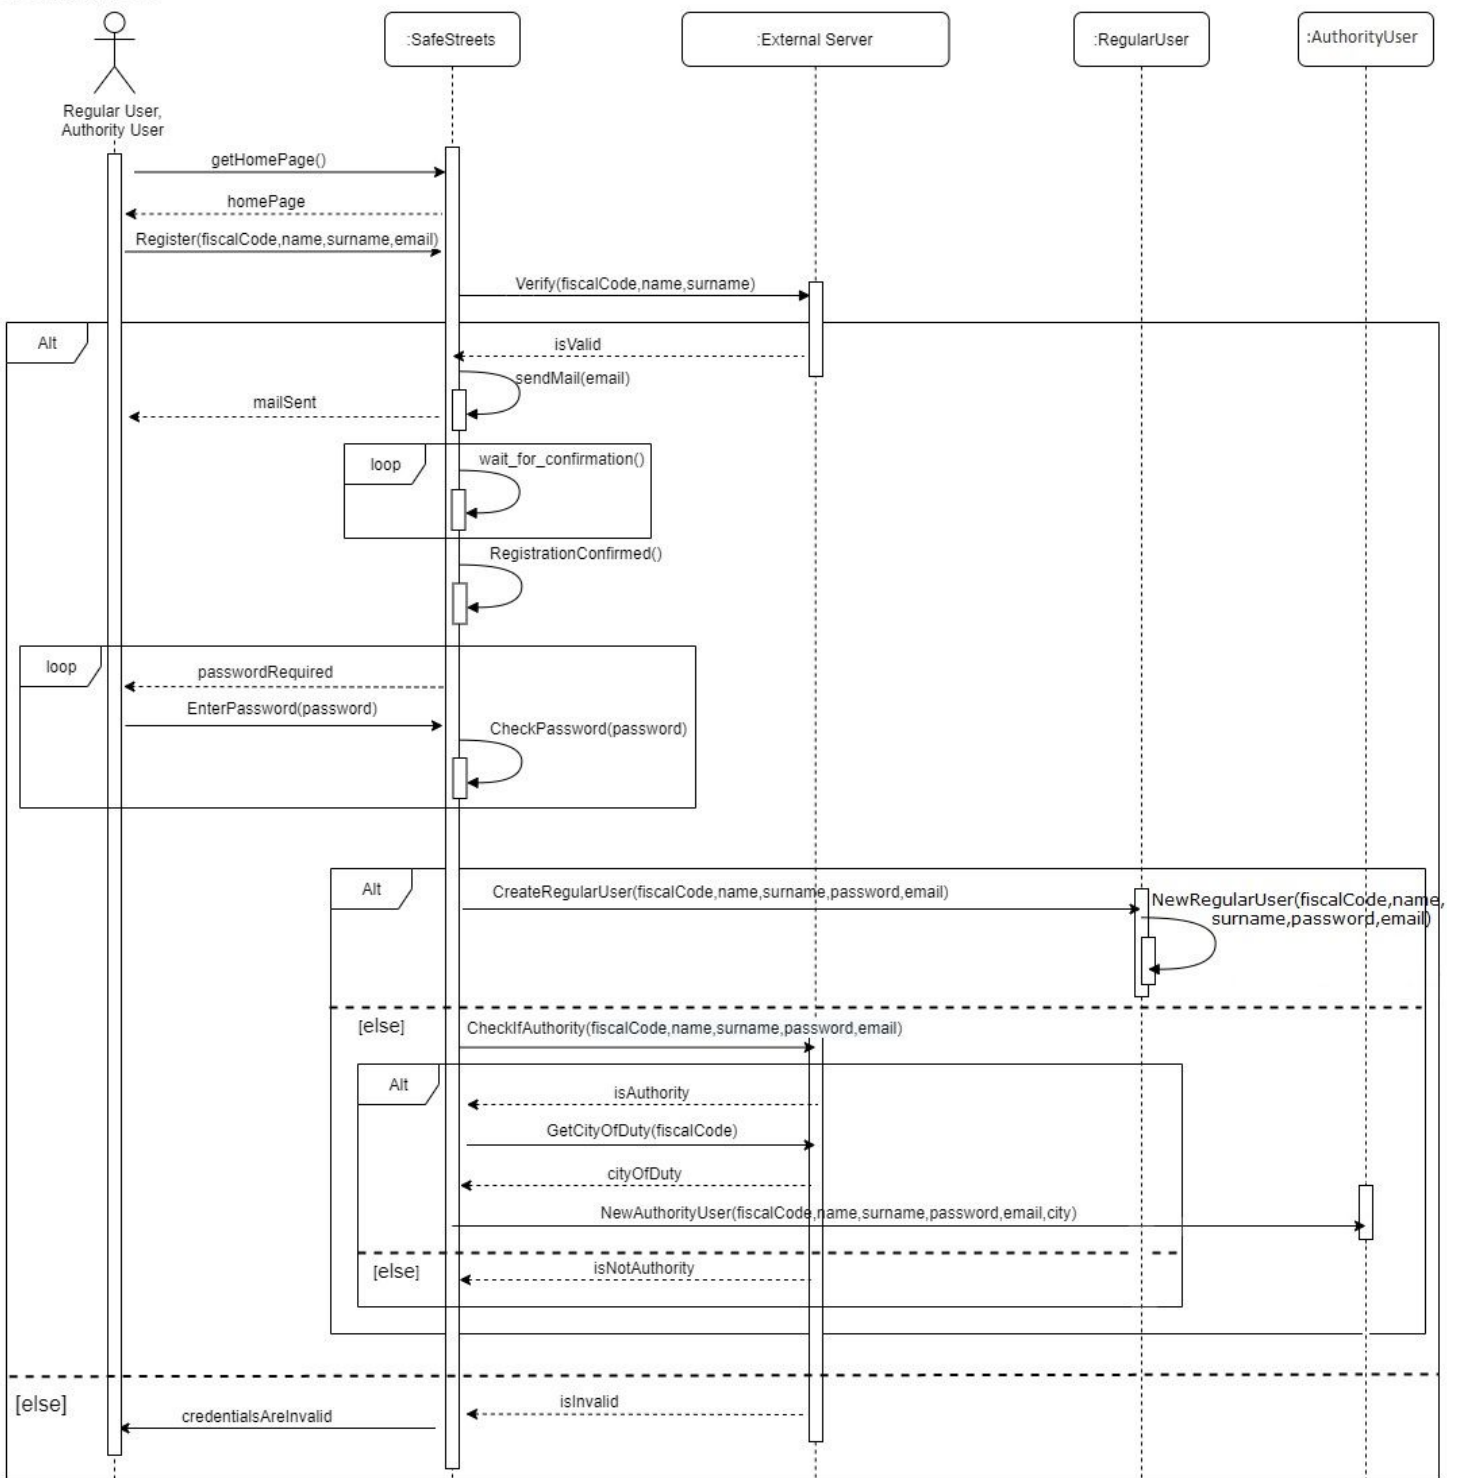 :SafeStreets
:External Server
:RegularUser
:AuthorityUser
Regular User,
Authority User
getHomePage()
homePage
Register(fiscalCode,name,surname,email)
Verify(fiscalCode,name,surname)
Alt
isValid
sendMail(email)
mailSent
loop
wait_for_confirmation()
RegistrationConfirmed()
loop
passwordRequired
EnterPassword(password)
CheckPassword(password)
Alt
CreateRegularUser(fiscalCode,name,surname,password,email)
NewRegularUser(fiscalCode,name,
surname,password,email)
[else]
CheckIfAuthority(fiscalCode,name,surname,password,email)
Alt
isAuthority
GetCityOfDuty(fiscalCode)
cityOfDuty
NewAuthorityUser(fiscalCode,name,surname,password,email,city)
[else]
isNotAuthority
[else]
isInvalid
credentialsAreInvalid